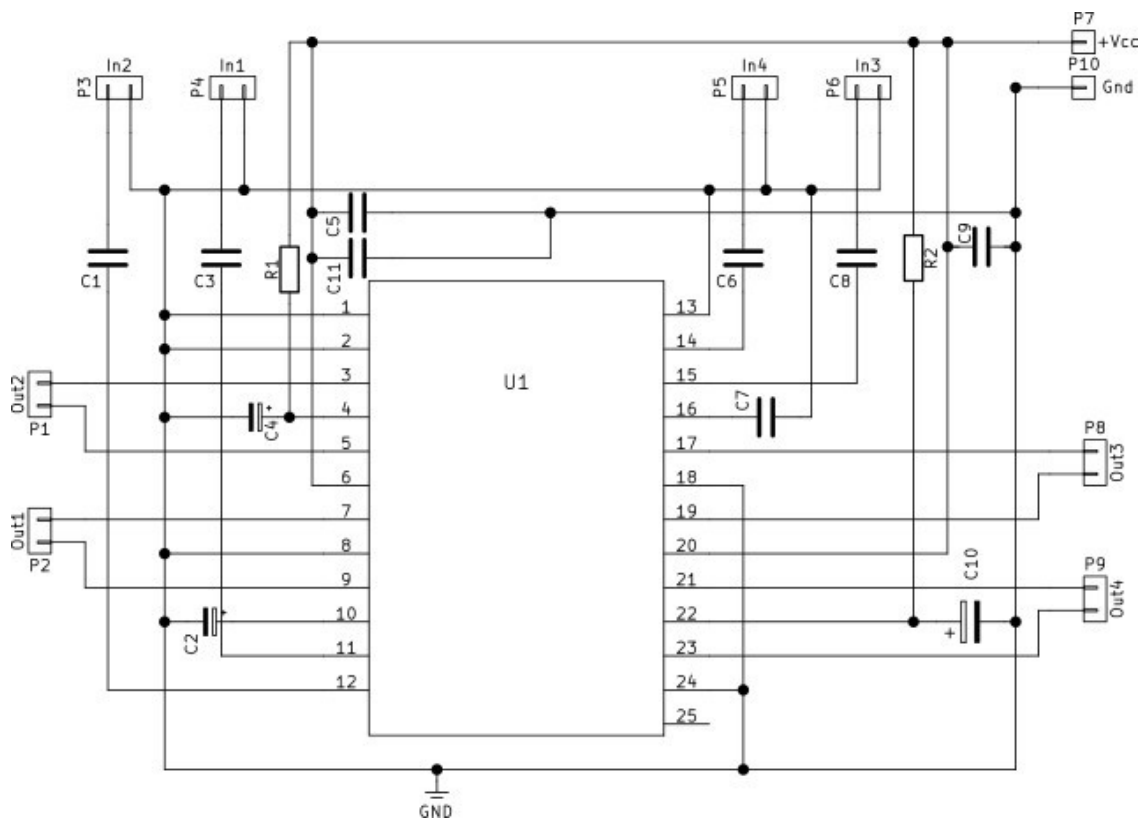 P7
+Vcc
P10
Gnd
P3
In2
P4
In1
P5
In4
P6
In3
C5
C11
C1
C3
R1
C6
C8
R2
C9
U1
1
2
3
4
5
6
7
8
9
10
11
12
13
14
15
16
17
18
19
20
21
22
23
24
25
Out2
P1
C4
+
C7
P8
Out3
Out1
P2
C2
+
C10
+
P9
Out4
GND